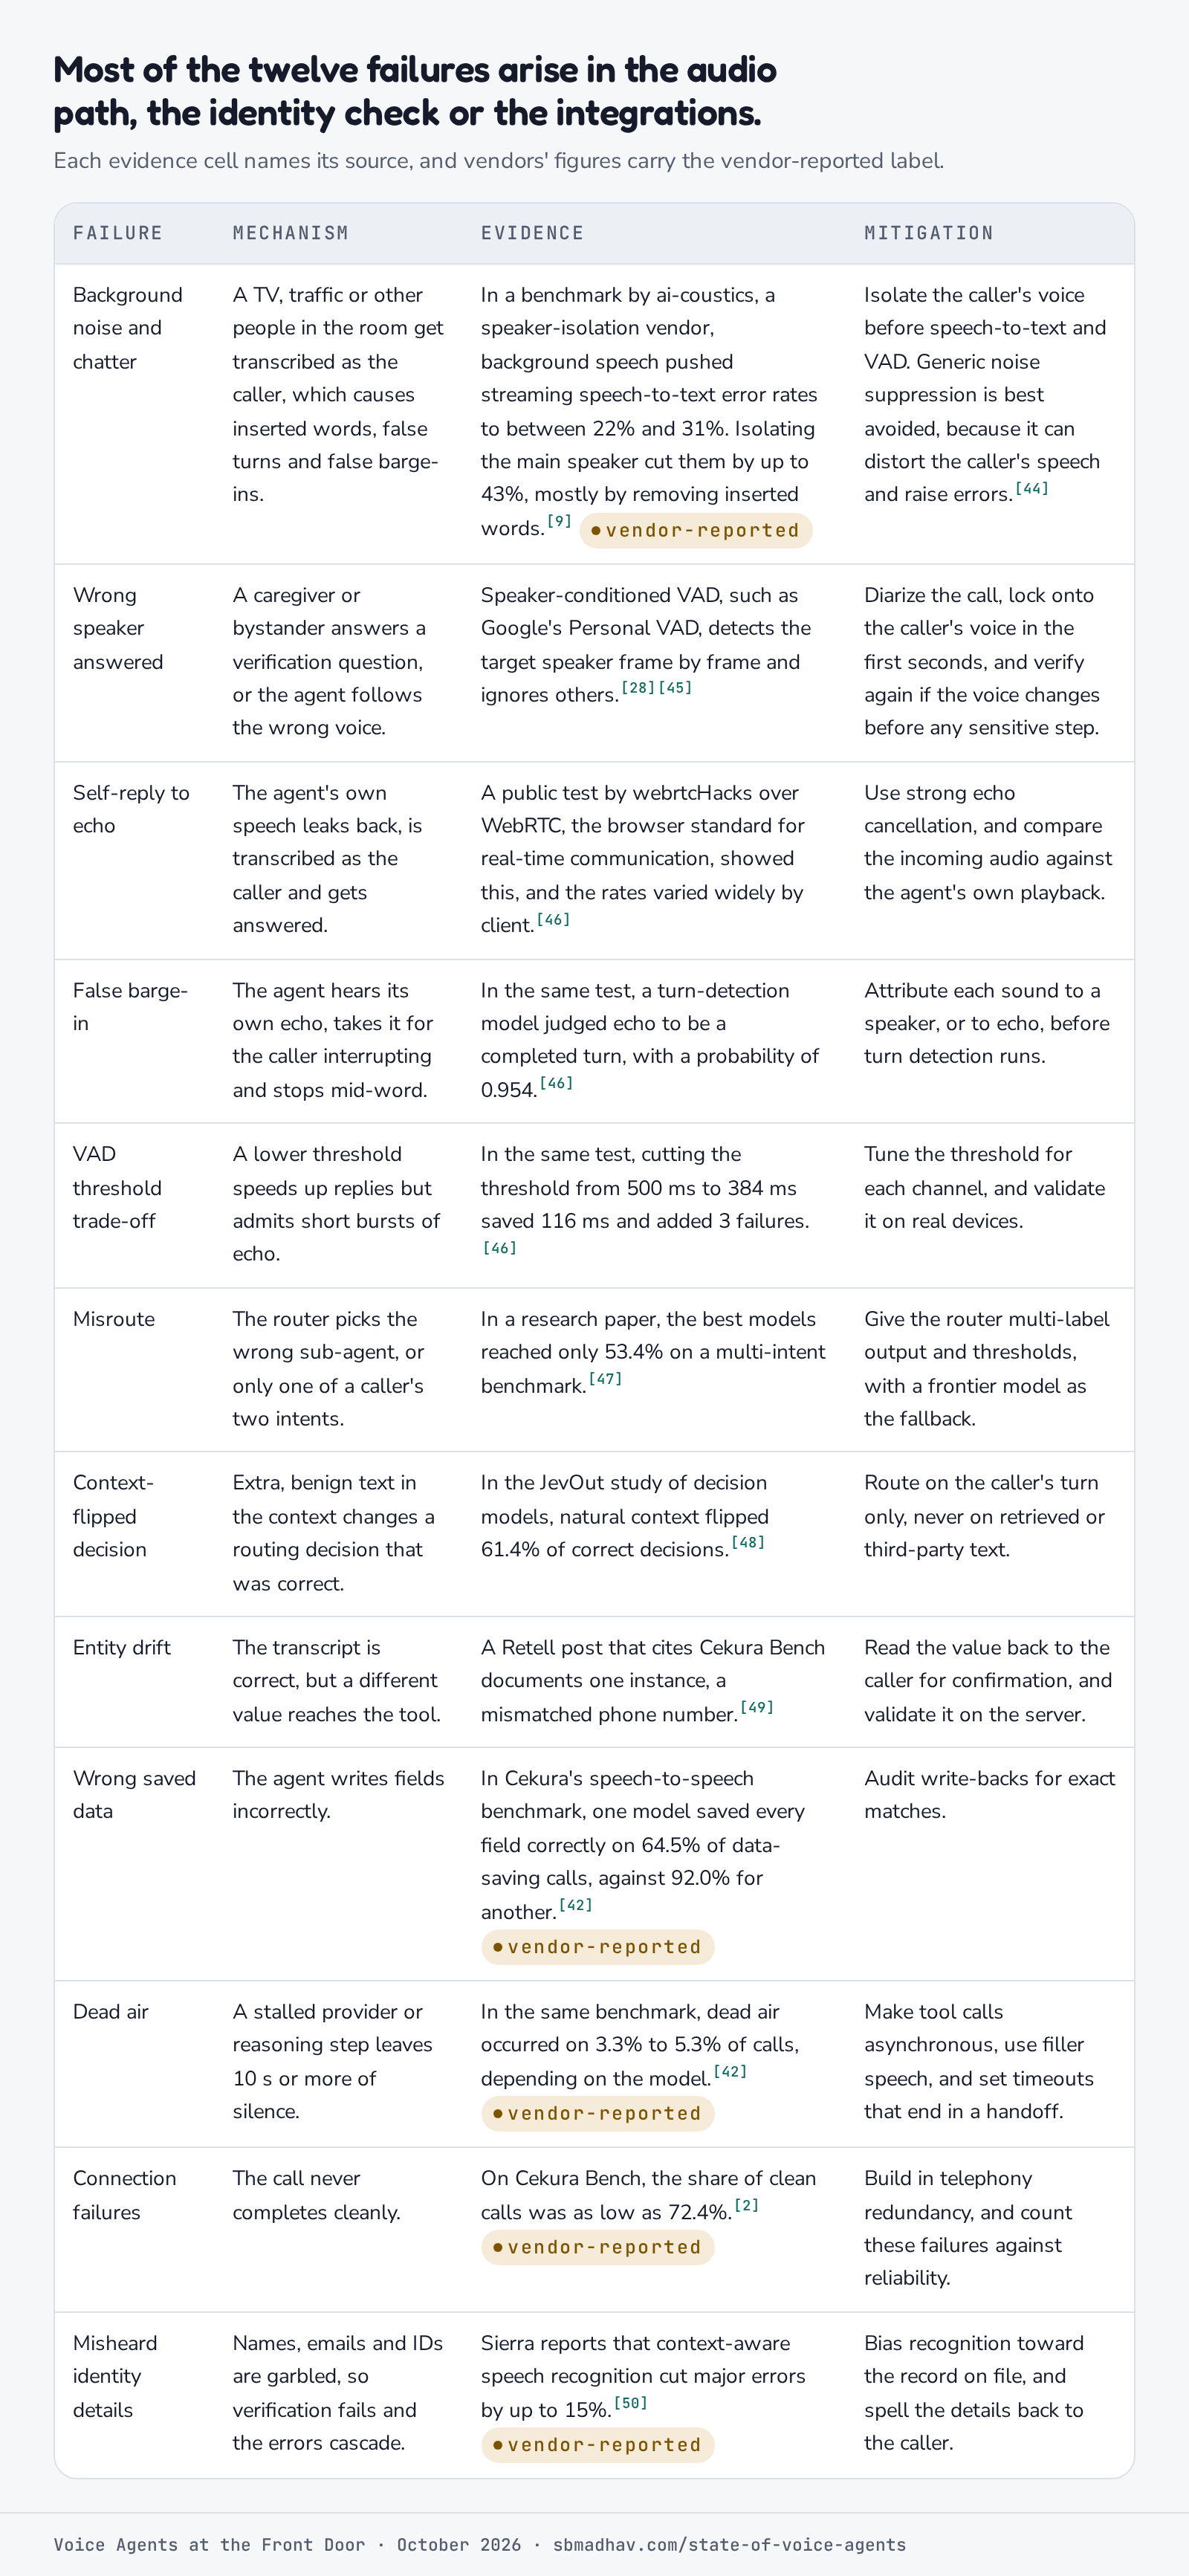 Most of the twelve failures arise in the audio
path, the identity check or the integrations.
Each evidence cell names its source, and vendors' figures carry the vendor-reported label.
FAILURE
MECHANISM
EVIDENCE
MITIGATION
Background
noise and
chatter
A TV, traffic or other
people in the room get
transcribed as the
caller, which causes
inserted words, false
turns and false barge-
ins.
In a benchmark by ai-coustics, a
speaker-isolation vendor,
background speech pushed
streaming speech-to-text error rates
to between 22% and 31%. Isolating
the main speaker cut them by up to
43%, mostly by removing inserted
words.[9] vendor-reported
Isolate the caller's voice
before speech-to-text and
VAD. Generic noise
suppression is best
avoided, because it can
distort the caller's speech
and raise errors.[44]
Wrong
speaker
answered
A caregiver or
bystander answers a
verification question,
or the agent follows
the wrong voice.
Speaker-conditioned VAD, such as
Google's Personal VAD, detects the
target speaker frame by frame and
ignores others.[28][45]
Diarize the call, lock onto
the caller's voice in the
first seconds, and verify
again if the voice changes
before any sensitive step.
Self-reply to
echo
The agent's own
speech leaks back, is
transcribed as the
caller and gets
answered.
A public test by webrtcHacks over
WebRTC, the browser standard for
real-time communication, showed
this, and the rates varied widely by
client.[46]
Use strong echo
cancellation, and compare
the incoming audio against
the agent's own playback.
False barge-
in
The agent hears its
own echo, takes it for
the caller interrupting
and stops mid-word.
In the same test, a turn-detection
model judged echo to be a
completed turn, with a probability of
0.954.[46]
Attribute each sound to a
speaker, or to echo, before
turn detection runs.
VAD
threshold
trade-off
A lower threshold
speeds up replies but
admits short bursts of
echo.
In the same test, cutting the
threshold from 500 ms to 384 ms
saved 116 ms and added 3 failures.
[46]
Tune the threshold for
each channel, and validate
it on real devices.
Misroute
The router picks the
wrong sub-agent, or
only one of a caller's
two intents.
In a research paper, the best models
reached only 53.4% on a multi-intent
benchmark.[47]
Give the router multi-label
output and thresholds,
with a frontier model as
the fallback.
Context-
flipped
decision
Extra, benign text in
the context changes a
routing decision that
was correct.
In the JevOut study of decision
models, natural context flipped
61.4% of correct decisions.[48]
Route on the caller's turn
only, never on retrieved or
third-party text.
Entity drift
The transcript is
correct, but a different
value reaches the tool.
A Retell post that cites Cekura Bench
documents one instance, a
mismatched phone number.[49]
Read the value back to the
caller for confirmation, and
validate it on the server.
Wrong saved
data
The agent writes fields
incorrectly.
In Cekura's speech-to-speech
benchmark, one model saved every
field correctly on 64.5% of data-
saving calls, against 92.0% for
another.[42]
vendor-reported
Audit write-backs for exact
matches.
Dead air
A stalled provider or
reasoning step leaves
10 s or more of
silence.
In the same benchmark, dead air
occurred on 3.3% to 5.3% of calls,
depending on the model.[42]
vendor-reported
Make tool calls
asynchronous, use filler
speech, and set timeouts
that end in a handoff.
Connection
failures
The call never
completes cleanly.
On Cekura Bench, the share of clean
calls was as low as 72.4%.[2]
vendor-reported
Build in telephony
redundancy, and count
these failures against
reliability.
Misheard
identity
details
Names, emails and IDs
are garbled, so
verification fails and
the errors cascade.
Sierra reports that context-aware
speech recognition cut major errors
by up to 15%.[50]
vendor-reported
Bias recognition toward
the record on file, and
spell the details back to
the caller.
Voice Agents at the Front Door · October 2026 · sbmadhav.com/state-of-voice-agents